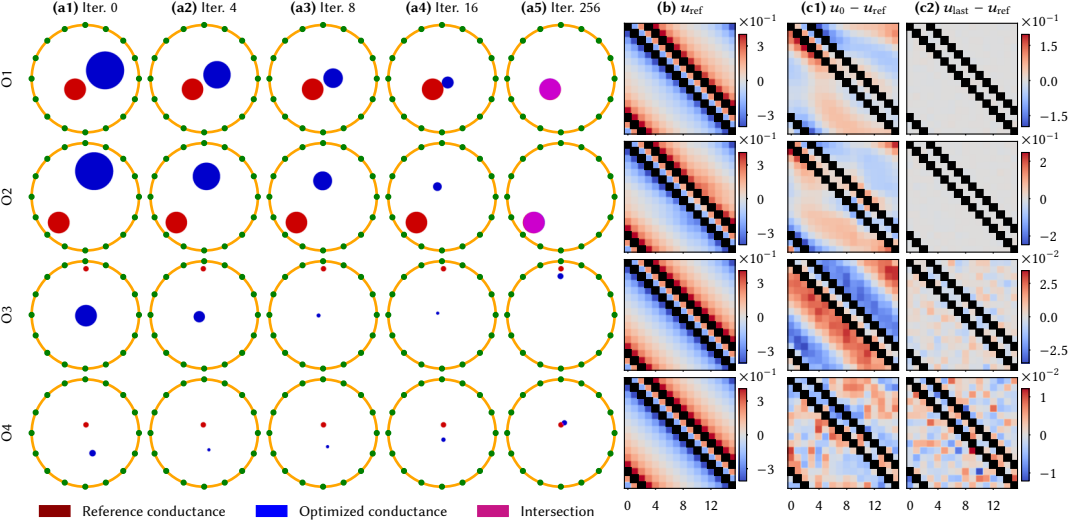 (a1) Iter. 0 (a2) Iter. 4 (a3) Iter. 8 (a4) Iter. 16 (a5) Iter. 256 (b) u_ref (c1) u_0 − u_ref (c2) u_last − u_ref
×10⁻¹ ×10⁻¹
O1 3 0 −3 1.5 0.0 −1.5
×10⁻¹ ×10⁻¹
O2 3 0 −3 2 0 −2
×10⁻¹ ×10⁻²
O3 3 0 −3 2.5 0.0 −2.5
×10⁻¹ ×10⁻²
O4 3 0 −3 1 0 −1
0 4 8 12 0 4 8 12 0 4 8 12
Reference conductance Optimized conductance Intersection